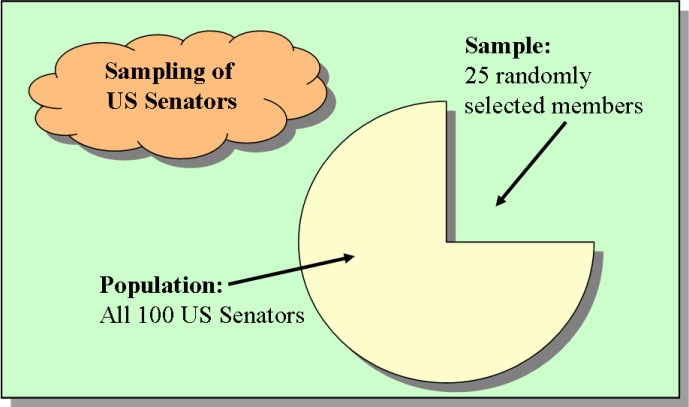 Sampling of
US Senators
Sample:
25 randomly
selected members
Population:
All 100 US Senators